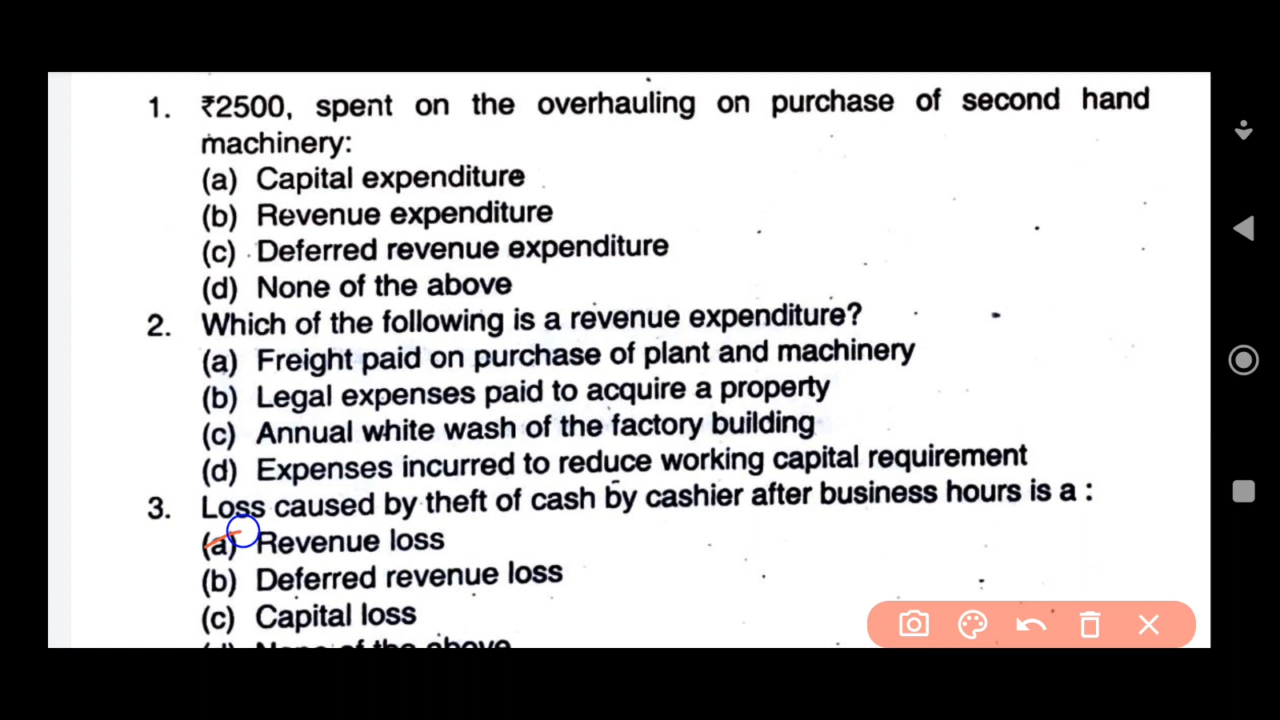 1. ₹2500, spent on the overhauling on purchase of second hand
machinery:
(a) Capital expenditure
(b) Revenue expenditure
(c) Deferred revenue expenditure
(d) None of the above
2. Which of the following is a revenue expenditure?
(a) Freight paid on purchase of plant and machinery
(b) Legal expenses paid to acquire a property
(c) Annual white wash of the factory building
(d) Expenses incurred to reduce working capital requirement
3. Loss caused by theft of cash by cashier after business hours is a :
(a) Revenue loss
(b) Deferred revenue loss
(c) Capital loss
(d) None of the above